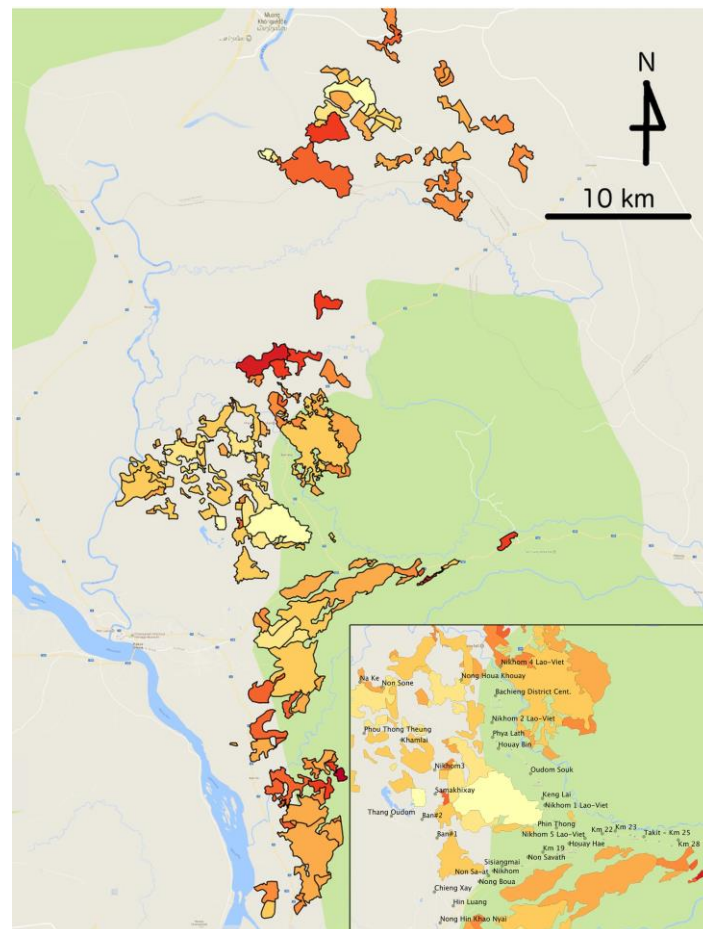 N
10 km
Nikhom 4 Lao-Viet
Na Ke
Non Sone
Nong Houa Khouay
Bachieng District Cent.
Nikhom 2 Lao-Viet
Phou Thong Theung
Khamlai
Phya Lath
Houay Bin
Nikhom3
Oudom Souk
Samakhixay
Keng Lai
Nikhom 1 Lao-Viet
Thang Oudom
Ban#2
Phin Thong
Ban#1
Nikhom 5 Lao-Viet
Km 22
Km 23
Takit - Km 25
Houay Hae
Km 28
Km 19
Non Savath
Sisiangmai
Non Sa-at
Nikhom
Nong Boua
Chieng Xay
Hin Luang
Nong Hin Khao Nyai